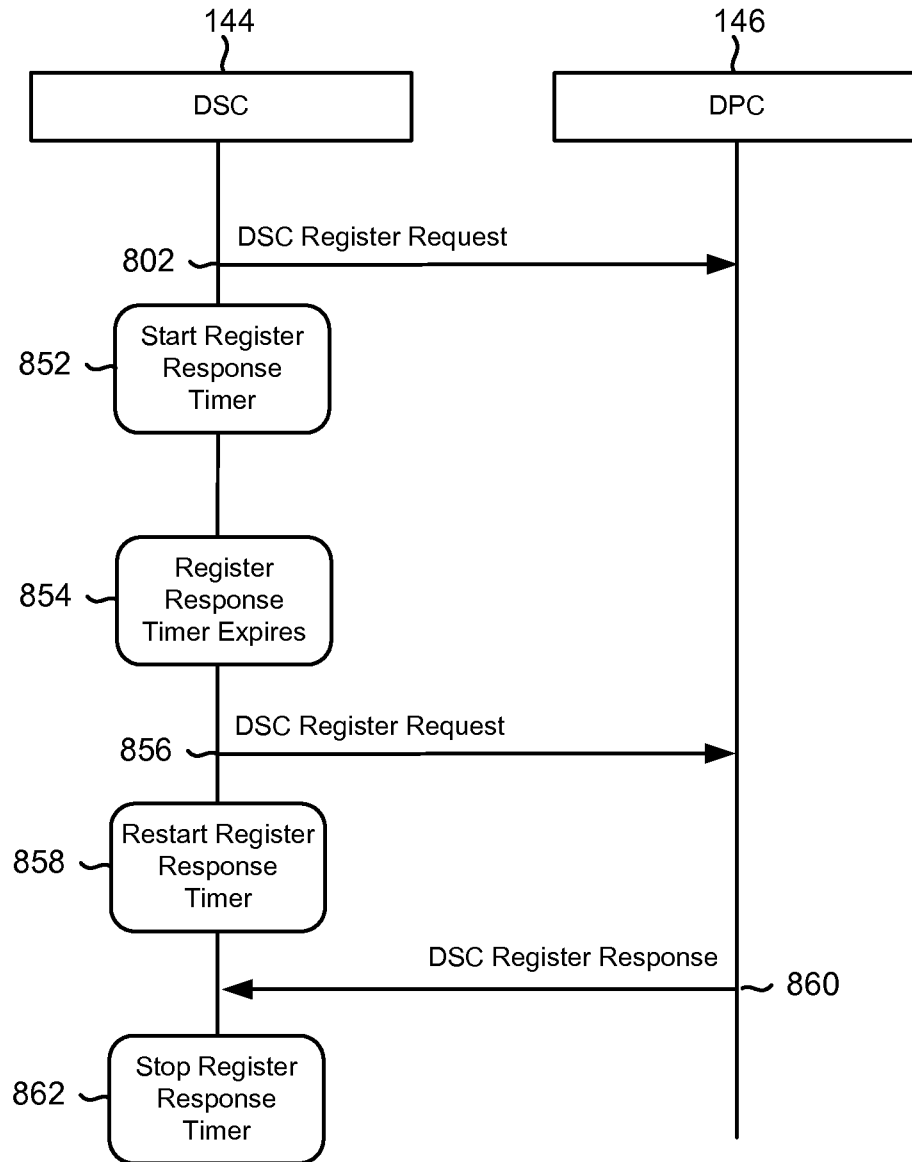 144
146
DSC
DPC
DSC Register Request
802
Start Register
Response
Timer
852
Register
Response
Timer Expires
854
DSC Register Request
856
Restart Register
Response
Timer
858
DSC Register Response
860
Stop Register
Response
Timer
862